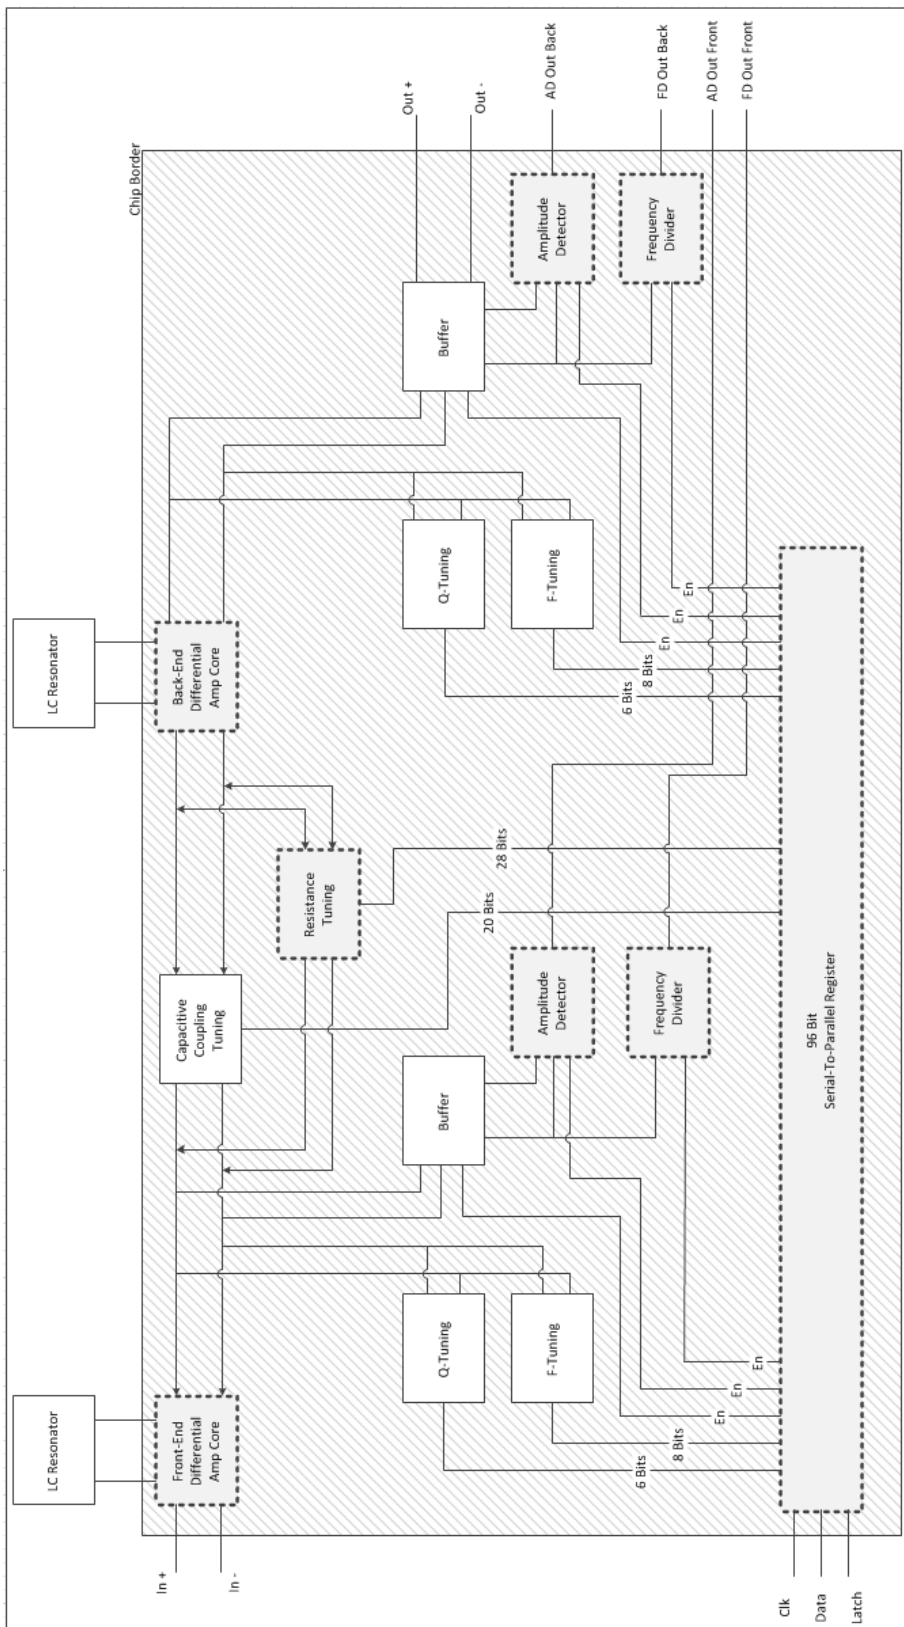 LC Resonator
LC Resonator
Chip Border
In +
In -
Front-End
Differential
Amp Core
Capacitive
Coupling
Tuning
Resistance
Tuning
Back-End
Differential
Amp Core
Q-Tuning
F-Tuning
Buffer
Amplitude
Detector
Frequency
Divider
Q-Tuning
F-Tuning
Buffer
Amplitude
Detector
Frequency
Divider
Out +
Out -
AD Out Back
FD Out Back
AD Out Front
FD Out Front
6 Bits
8 Bits
En
En
En
20 Bits
28 Bits
6 Bits
8 Bits
En
En
En
96 Bit
Serial-To-Parallel Register
Clk
Data
Latch